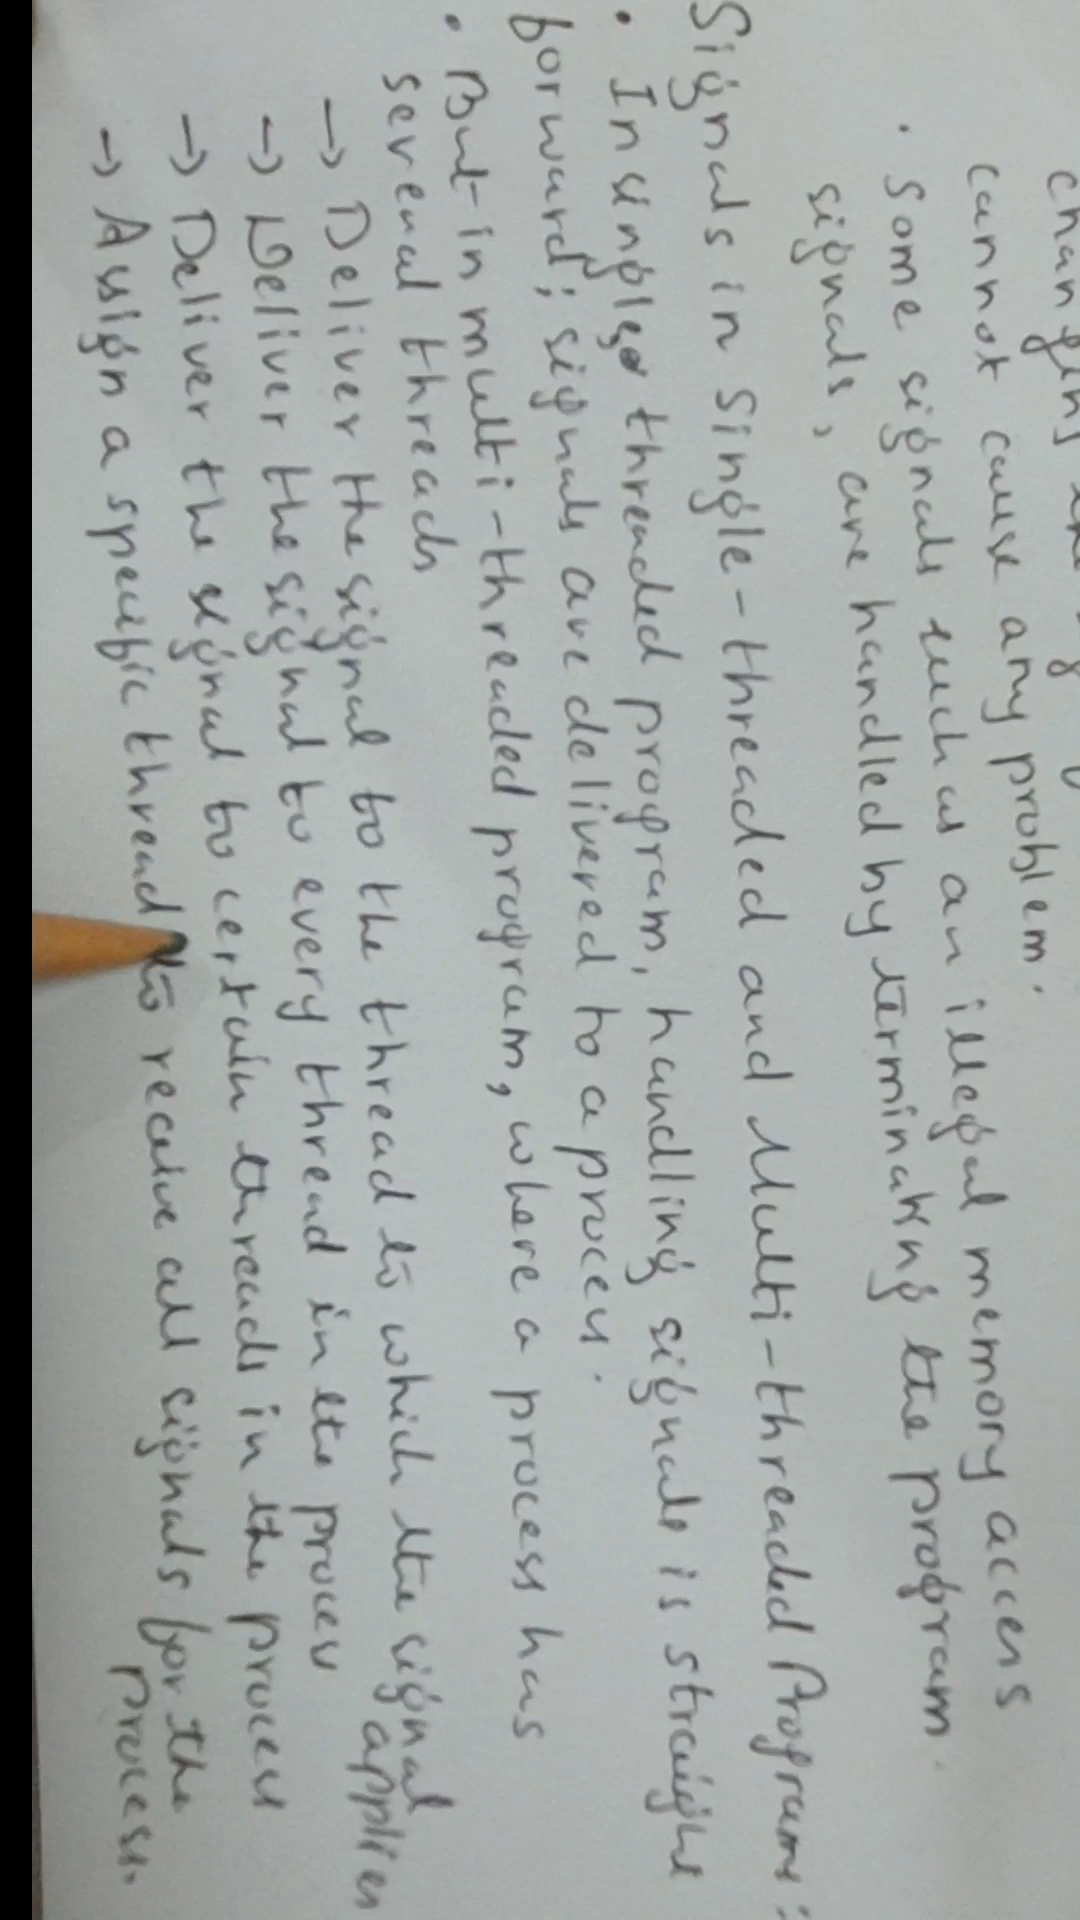 changing the
cannot cause any problem.
. some signals such as an illegal memory access
signals, are handled by terminating the program.
Signals in Single-threaded and Multi-threaded Programs:
• In single threaded program, handling signals is straight
forward; signals are delivered to a process.
• But in multi-threaded program, where a process has
several threads
→ Deliver the signal to the thread to which the signal
applies
→ Deliver the signal to every thread in the process
→ Deliver the signal to certain threads in the process
→ Assign a specific thread to receive all signals for the
process.